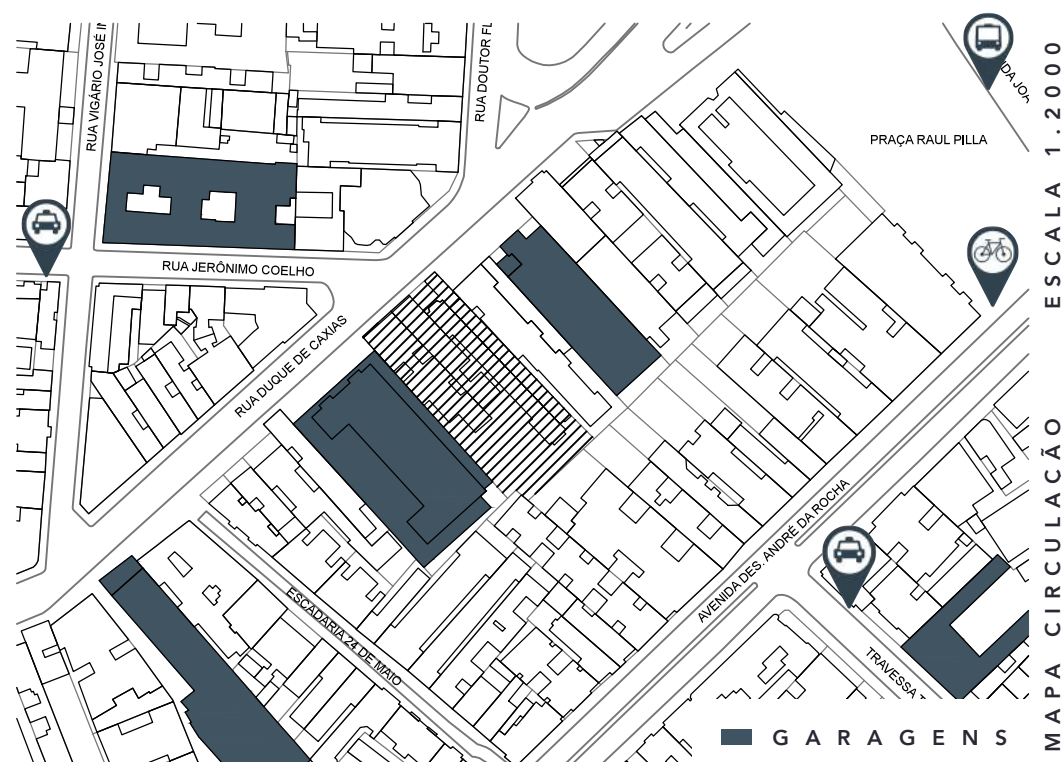 RUA VIGÁRIO JOSÉ
RUA DOUTOR
PRAÇA RAUL PILLA
RUA JERÔNIMO COELHO
RUA DUQUE DE CAXIAS
AVENIDA DES. ANDRÉ DA ROCHA
ESCADARIA 24 DE MAIO
TRAVESSA
GARAGENS
MAPA CIRCULAÇÃO ESCALA 1.2000